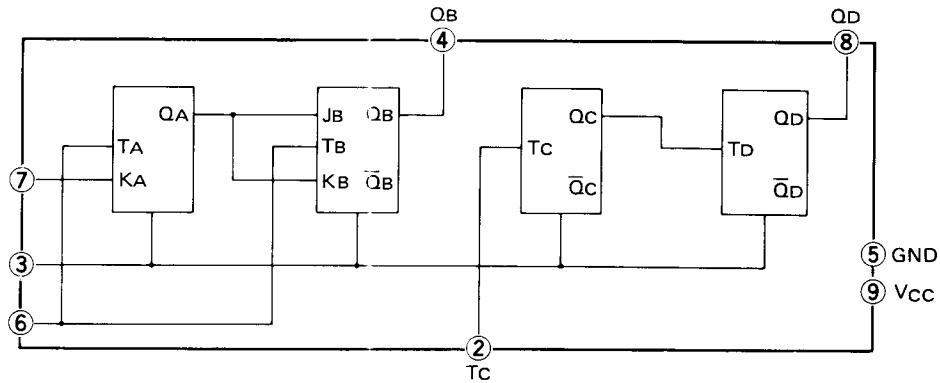 QB
4
QD
8
QA
TA
KA
JB QB
TB
KB Q̅B
QC
TC
Q̅C
QD
TD
Q̅D
7
3
6
5 GND
9 VCC
2
TC